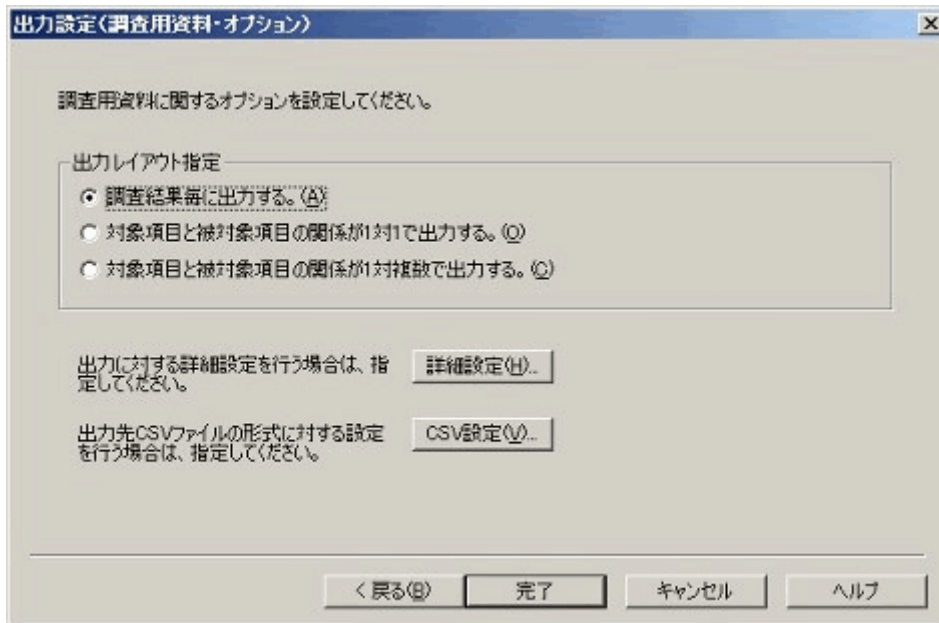 出力設定(調査用資料・オプション)
調査用資料に関するオプションを設定してください。
出力レイアウト指定
調査結果毎に出力する。(A)
対象項目と被対象項目の関係が1対1で出力する。(O)
対象項目と被対象項目の関係が1対複数で出力する。(C)
出力に対する詳細設定を行う場合は、指
定してください。
詳細設定(H)...
出力先CSVファイルの形式に対する設定
を行う場合は、指定してください。
CSV設定(V)...
< 戻る(B)
完了
キャンセル
ヘルプ